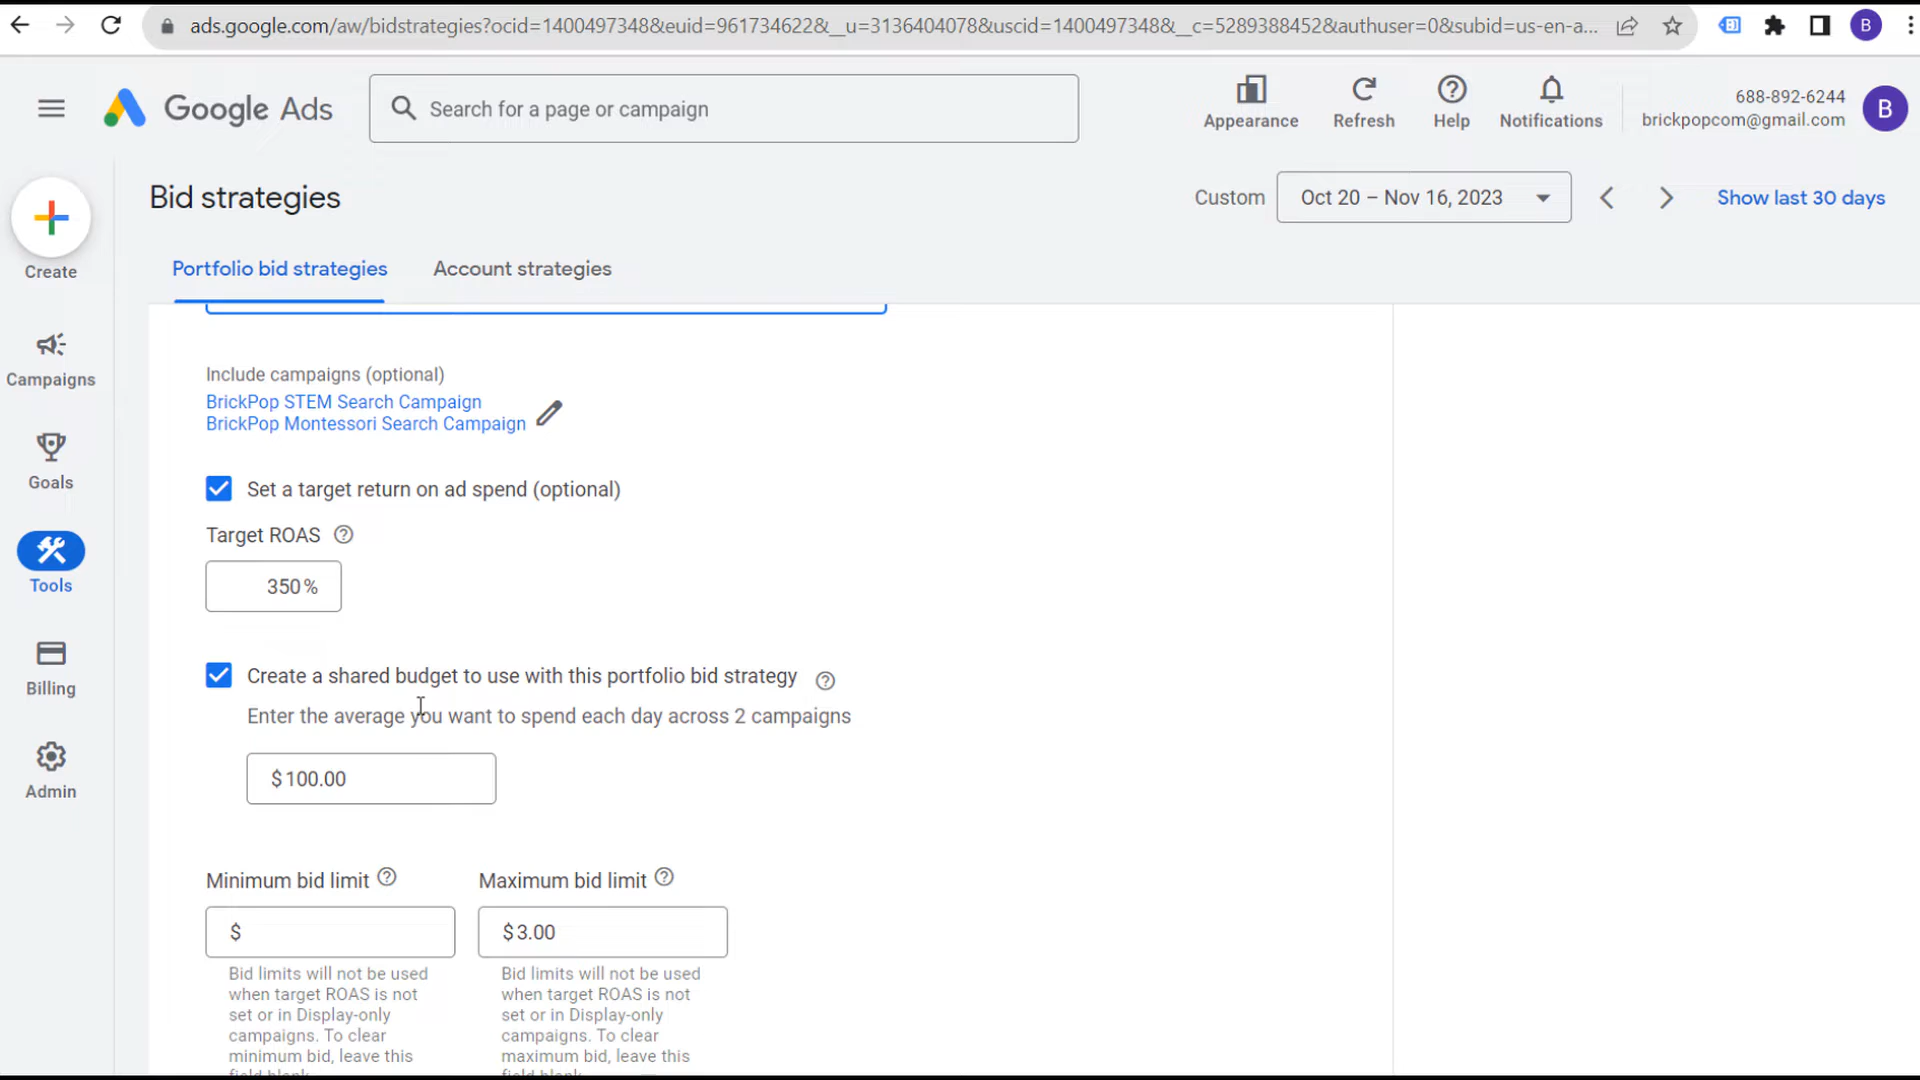 ads.google.com/aw/bidstrategies?ocid=1400497348&euid=961734622&__u=3136404078&uscid=1400497348&__c=5289388452&authuser=0&subid=us-en-a...
B
Google Ads
Search for a page or campaign
Appearance
Refresh
Help
Notifications
688-892-6244
brickpopcom@gmail.com
B
Create
Campaigns
Goals
Tools
Billing
Admin
Bid strategies
Custom
Oct 20 – Nov 16, 2023
Show last 30 days
Portfolio bid strategies
Account strategies
Include campaigns (optional)
BrickPop STEM Search Campaign
BrickPop Montessori Search Campaign
Set a target return on ad spend (optional)
Target ROAS
350%
Create a shared budget to use with this portfolio bid strategy
Enter the average you want to spend each day across 2 campaigns
$100.00
Minimum bid limit
$
Bid limits will not be used
when target ROAS is not
set or in Display-only
campaigns. To clear
minimum bid, leave this
field blank
Maximum bid limit
$3.00
Bid limits will not be used
when target ROAS is not
set or in Display-only
campaigns. To clear
maximum bid, leave this
field blank